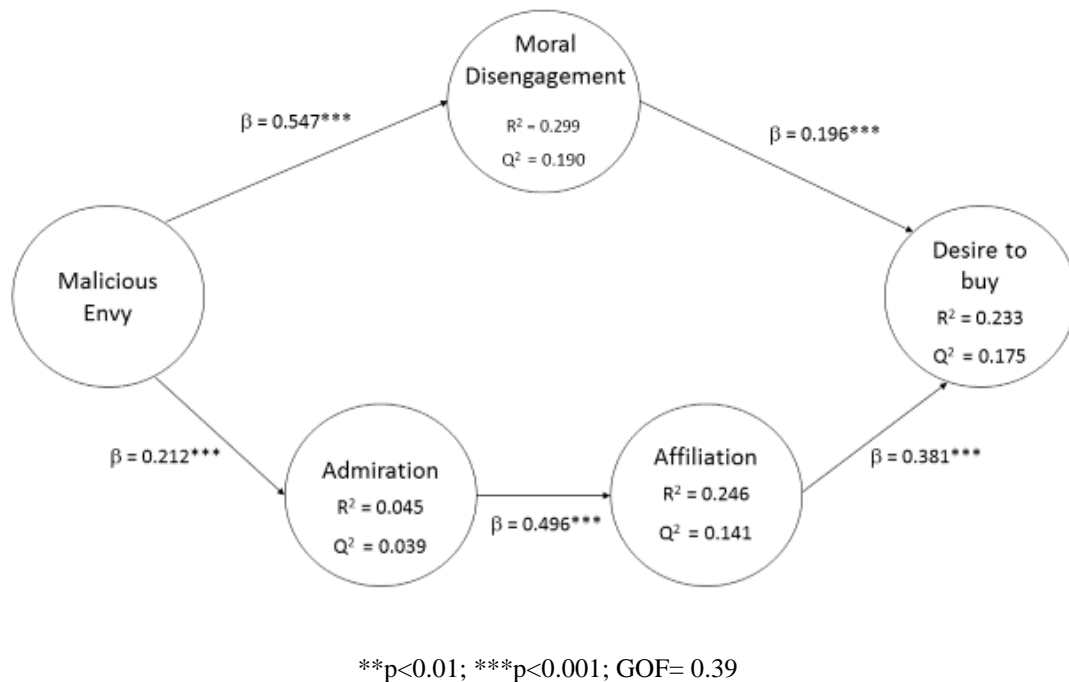 Moral
Disengagement
R² = 0.299
Q² = 0.190
β = 0.547***
β = 0.196***
Malicious
Envy
Desire to
buy
R² = 0.233
Q² = 0.175
β = 0.212***
Admiration
R² = 0.045
Q² = 0.039
β = 0.496***
Affiliation
R² = 0.246
Q² = 0.141
β = 0.381***
**p<0.01; ***p<0.001; GOF= 0.39